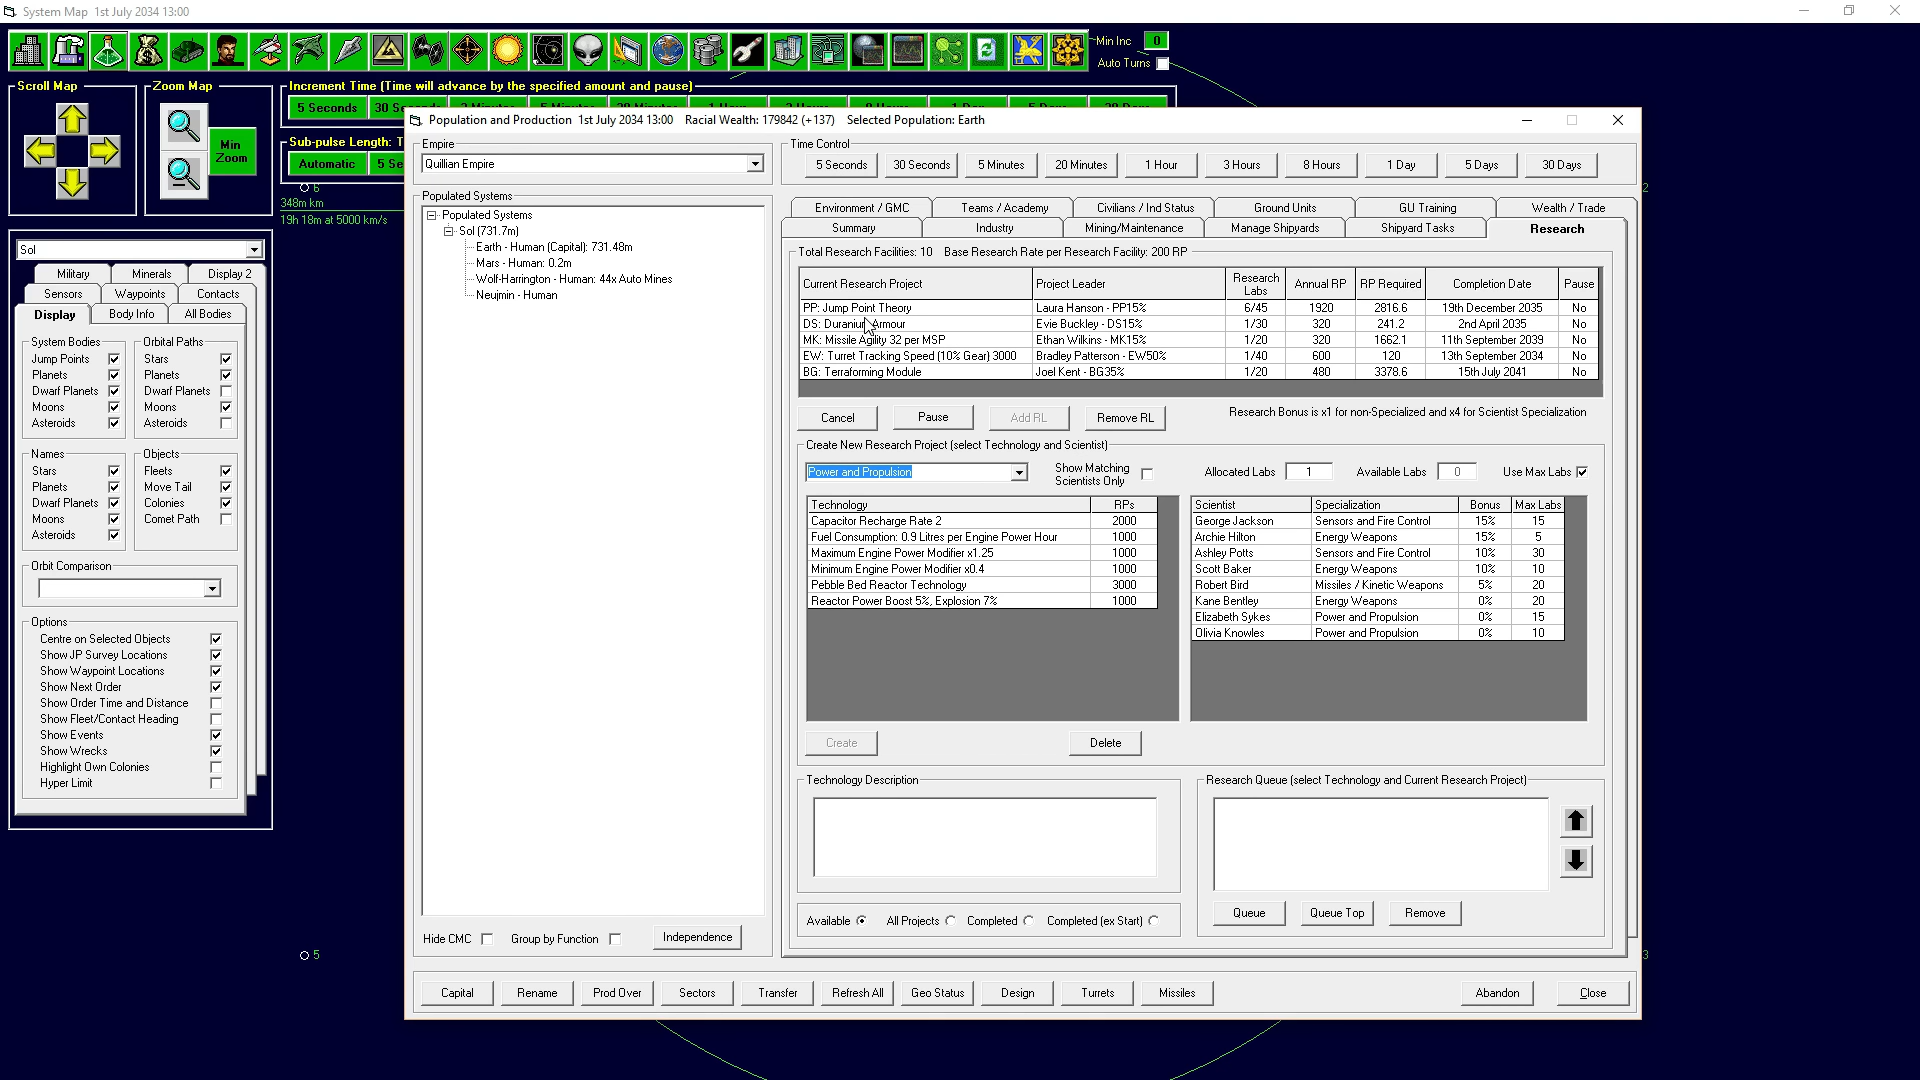 System Map  1st July 2034 13:00
Min Inc 0
Auto Turns
Scroll Map
Zoom Map
Min Zoom
Increment Time (Time will advance by the specified amount and pause)
5 Seconds
Sub-pulse Length: T
Automatic
6
348m km
19h 18m at 5000 km/s
2
3
5
Sol
Military Minerals Display 2
Sensors Waypoints Contacts
Display Body Info All Bodies
System Bodies
Jump Points
Planets
Dwarf Planets
Moons
Asteroids
Orbital Paths
Stars
Planets
Dwarf Planets
Moons
Asteroids
Names
Stars
Planets
Dwarf Planets
Moons
Asteroids
Objects
Fleets
Move Tail
Colonies
Comet Path
Orbit Comparison
Options
Centre on Selected Objects
Show JP Survey Locations
Show Waypoint Locations
Show Next Order
Show Order Time and Distance
Show Fleet/Contact Heading
Show Events
Show Wrecks
Highlight Own Colonies
Hyper Limit
Population and Production  1st July 2034 13:00  Racial Wealth: 179842 (+137)  Selected Population: Earth
Empire
Quillian Empire
Time Control
5 Seconds 30 Seconds 5 Minutes 20 Minutes 1 Hour 3 Hours 8 Hours 1 Day 5 Days 30 Days
Populated Systems
Populated Systems
Sol (731.7m)
Earth - Human (Capital): 731.48m
Mars - Human: 0.2m
Wolf-Harrington - Human: 44x Auto Mines
Neujmin - Human
Hide CMC Group by Function Independence
Environment / GMC Teams / Academy Civilians / Ind Status Ground Units GU Training Wealth / Trade
Summary Industry Mining/Maintenance Manage Shipyards Shipyard Tasks Research
Total Research Facilities: 10  Base Research Rate per Research Facility: 200 RP
Current Research Project Project Leader Research Labs Annual RP RP Required Completion Date Pause
PP: Jump Point Theory Laura Hanson - PP15% 6/45 1920 2816.6 19th December 2035 No
DS: Duranium Armour Evie Buckley - DS15% 1/30 320 241.2 2nd April 2035 No
MK: Missile Agility 32 per MSP Ethan Wilkins - MK15% 1/20 320 1662.1 11th September 2039 No
EW: Turret Tracking Speed (10% Gear) 3000 Bradley Patterson - EW50% 1/40 600 120 13th September 2034 No
BG: Terraforming Module Joel Kent - BG35% 1/20 480 3378.6 15th July 2041 No
Cancel Pause Add RL Remove RL Research Bonus is x1 for non-Specialized and x4 for Scientist Specialization
Create New Research Project (select Technology and Scientist)
Power and Propulsion Show Matching Scientists Only Allocated Labs 1 Available Labs 0 Use Max Labs
Technology RPs
Capacitor Recharge Rate 2 2000
Fuel Consumption: 0.9 Litres per Engine Power Hour 1000
Maximum Engine Power Modifier x1.25 1000
Minimum Engine Power Modifier x0.4 1000
Pebble Bed Reactor Technology 3000
Reactor Power Boost 5%, Explosion 7% 1000
Scientist Specialization Bonus Max Labs
George Jackson Sensors and Fire Control 15% 15
Archie Hilton Energy Weapons 15% 5
Ashley Potts Sensors and Fire Control 10% 30
Scott Baker Energy Weapons 10% 10
Robert Bird Missiles / Kinetic Weapons 5% 20
Kane Bentley Energy Weapons 0% 20
Elizabeth Sykes Power and Propulsion 0% 15
Olivia Knowles Power and Propulsion 0% 10
Create Delete
Technology Description
Research Queue (select Technology and Current Research Project)
Available All Projects Completed Completed (ex Start)
Queue Queue Top Remove
Capital Rename Prod Over Sectors Transfer Refresh All Geo Status Design Turrets Missiles Abandon Close